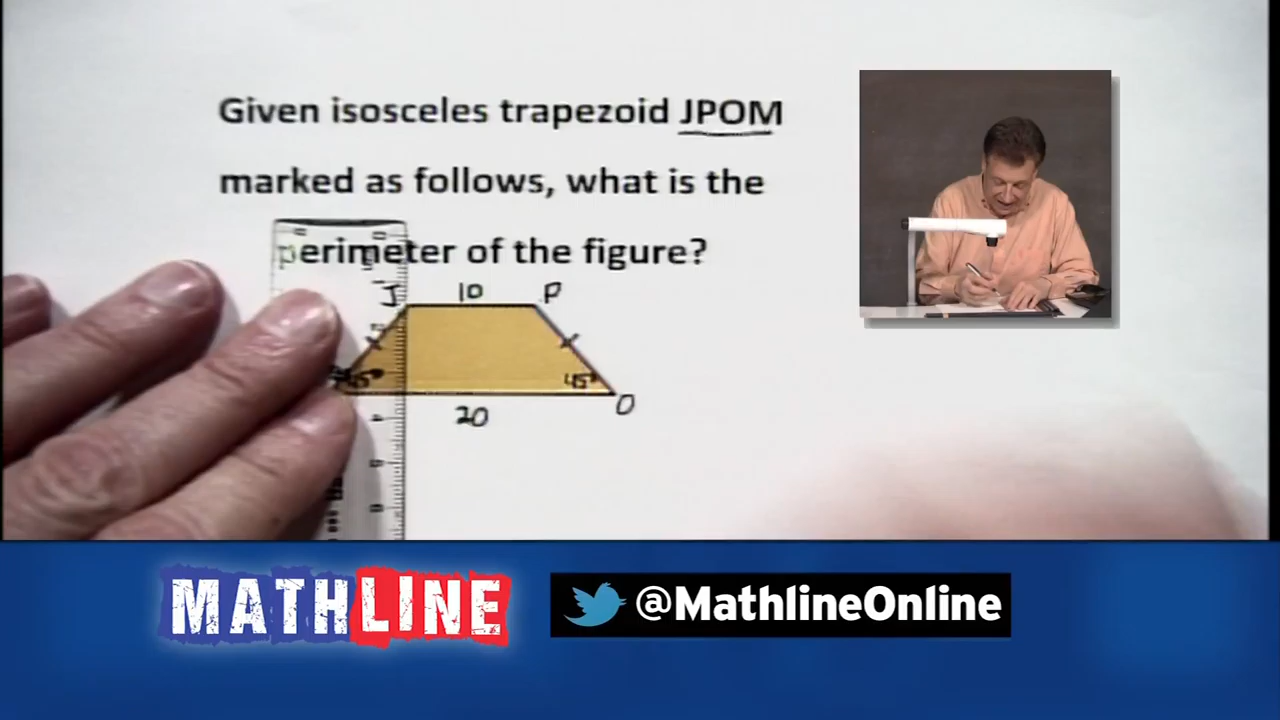 Given isosceles trapezoid JPOM
marked as follows, what is the
perimeter of the figure?
J 10 P
45° 45°
20 O
MATHLINE
@MathlineOnline